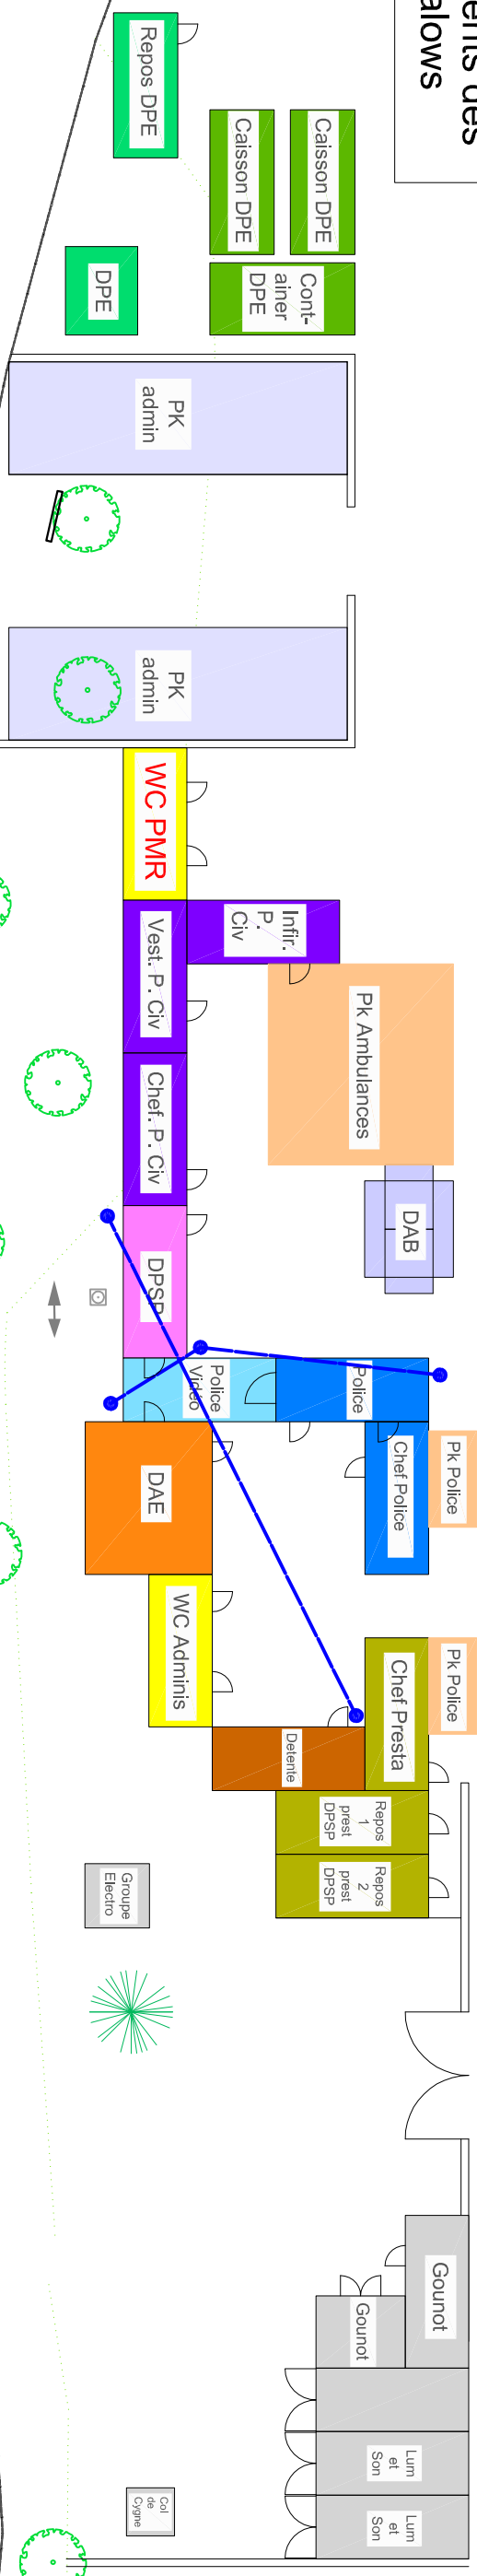 ents des
alows
Repos DPE
Caisson DPE
Caisson DPE
Cont-
ainer
DPE
DPE
PK
admin
PK
admin
WC PMR
Infir.
P.
Civ
Vest. P. Civ
Pk Ambulances
Chef. P. Civ
DAB
DPSP
Police
Vidéo
Police
Chef Police
Pk Police
DAE
WC Adminis
Pk Police
Chef Presta
Detente
Repos
1
prest
DPSP
Repos
2
prest
DPSP
Groupe
Electro
Gounot
Gounot
Lum
et
Son
Lum
et
Son
Col
de
Cygne